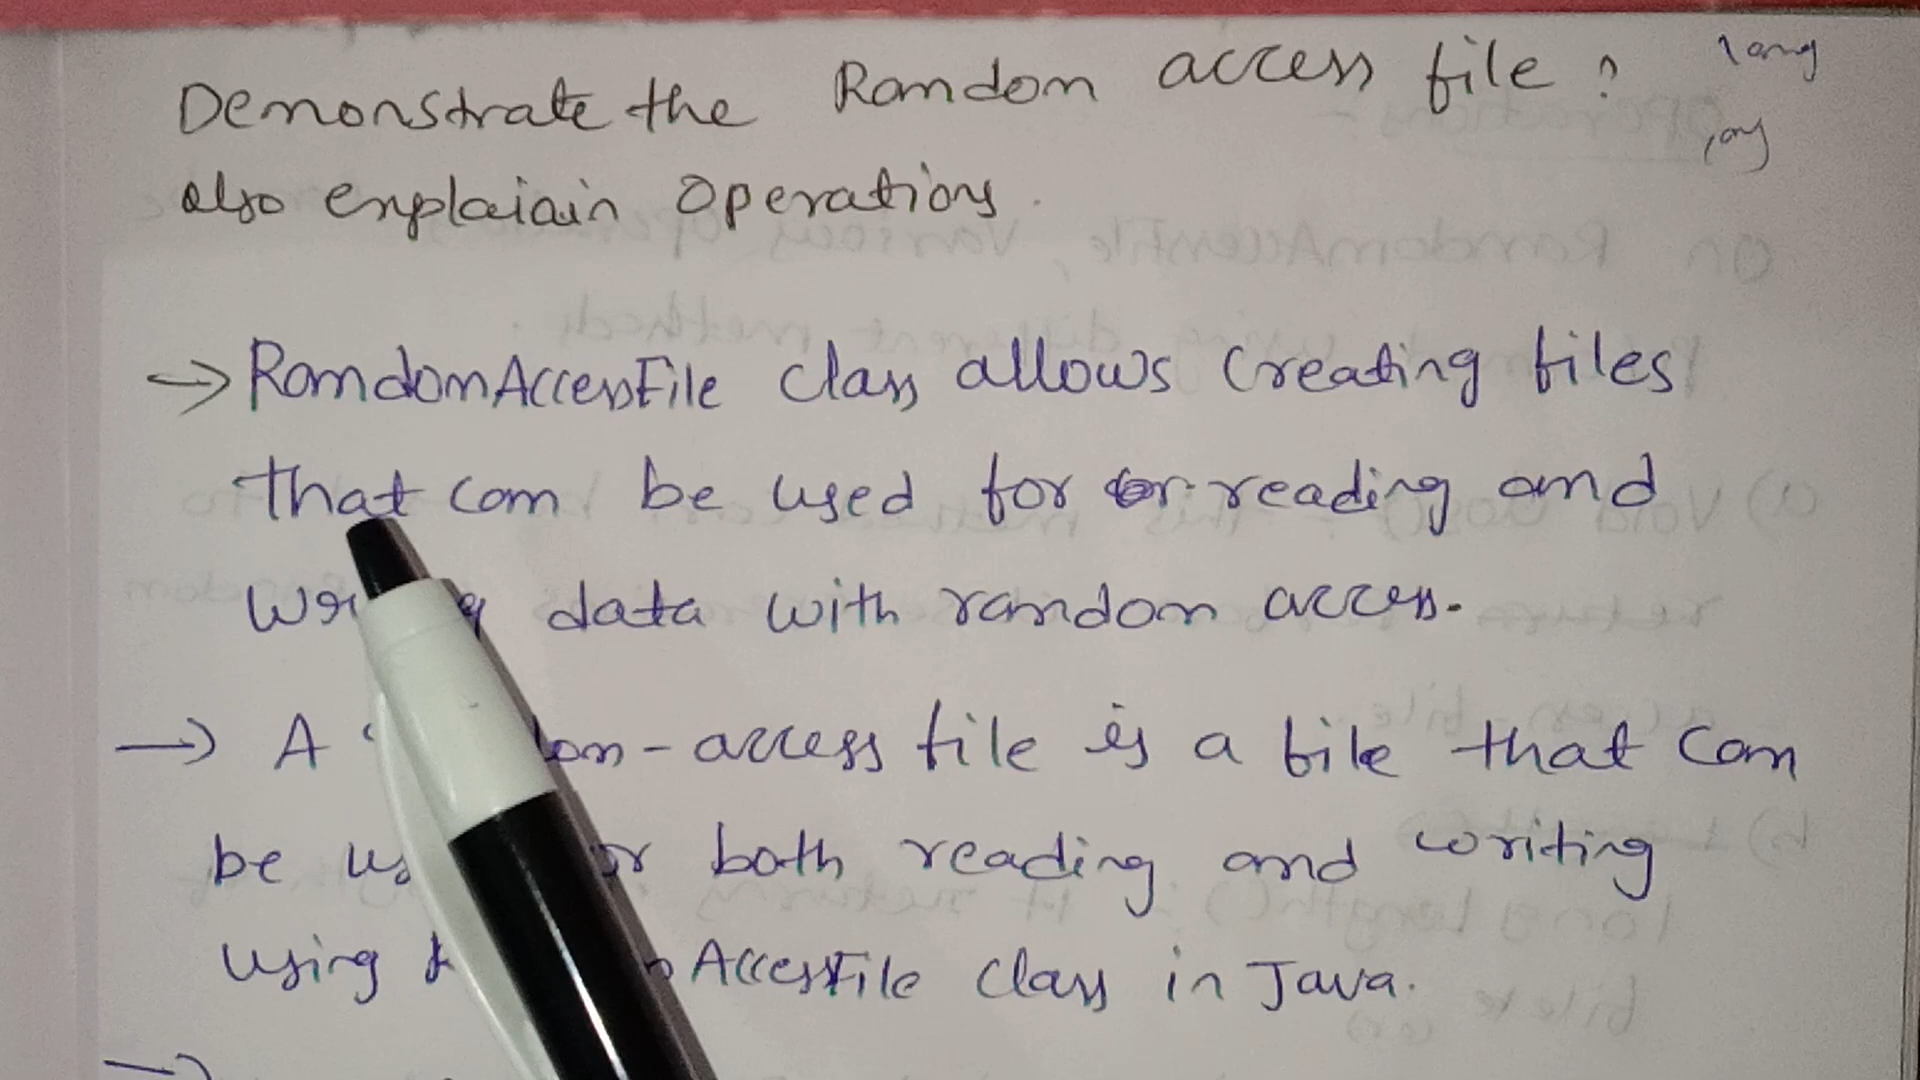 Demonstrate the Random access file?
also explaiain Operations.
→ RandomAccessFile class allows Creating files
that can be used for reading and
data with random access.
→ A -access file is a file that can
be both reading and writing
using AccessFile class in Java.
→